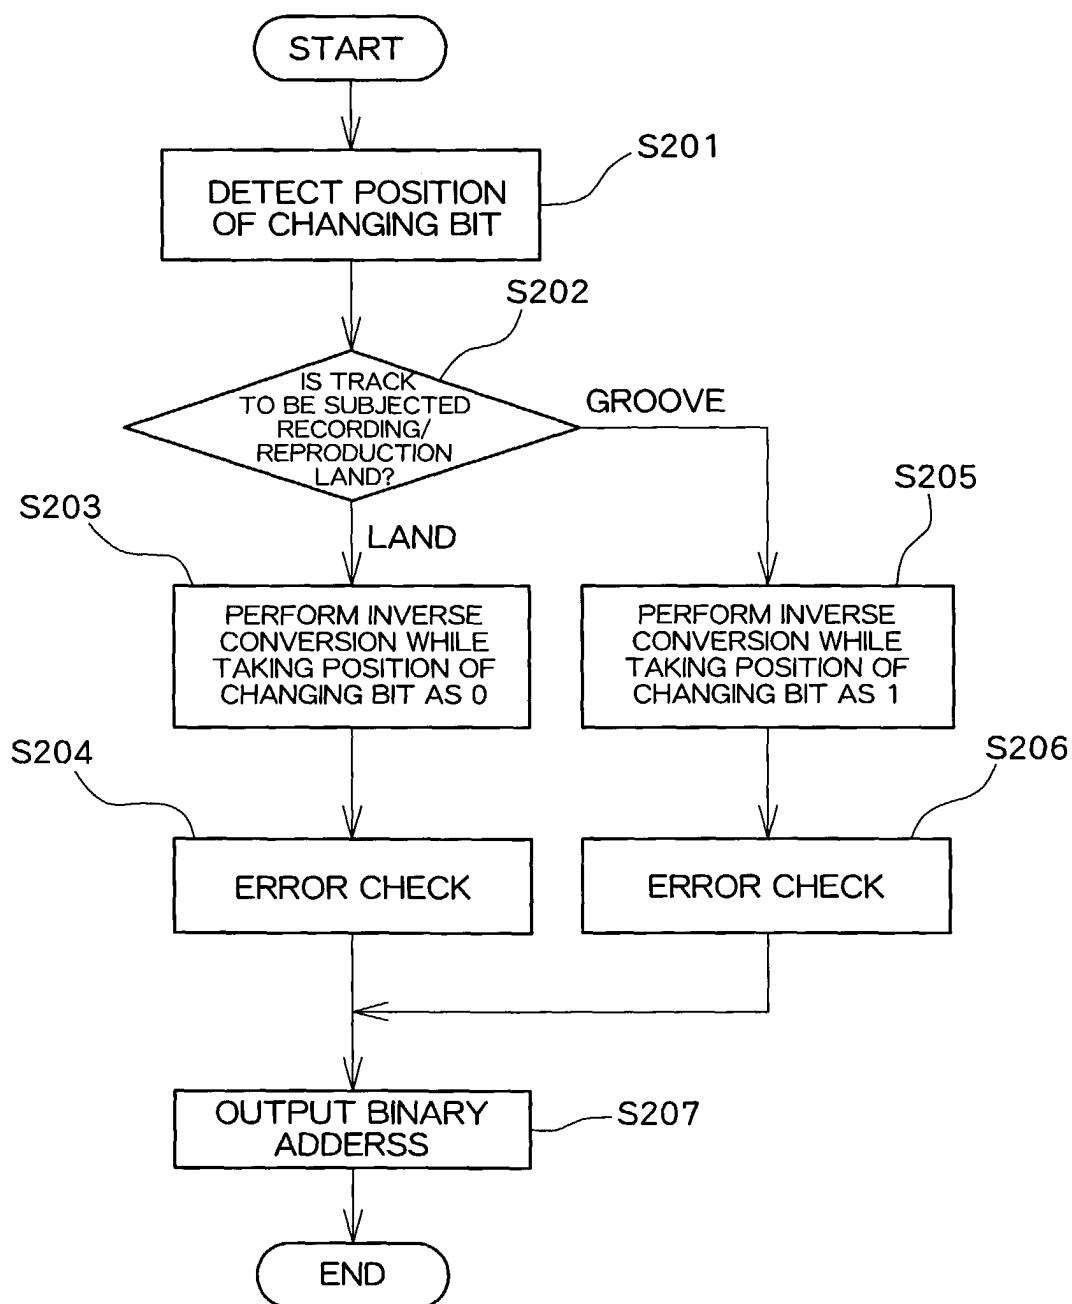 START
S201
DETECT POSITION
OF CHANGING BIT
S202
IS TRACK
TO BE SUBJECTED
RECORDING/
REPRODUCTION
LAND?
GROOVE
LAND
S203
PERFORM INVERSE
CONVERSION WHILE
TAKING POSITION OF
CHANGING BIT AS 0
S205
PERFORM INVERSE
CONVERSION WHILE
TAKING POSITION OF
CHANGING BIT AS 1
S204
ERROR CHECK
S206
ERROR CHECK
OUTPUT BINARY
ADDERSS
S207
END